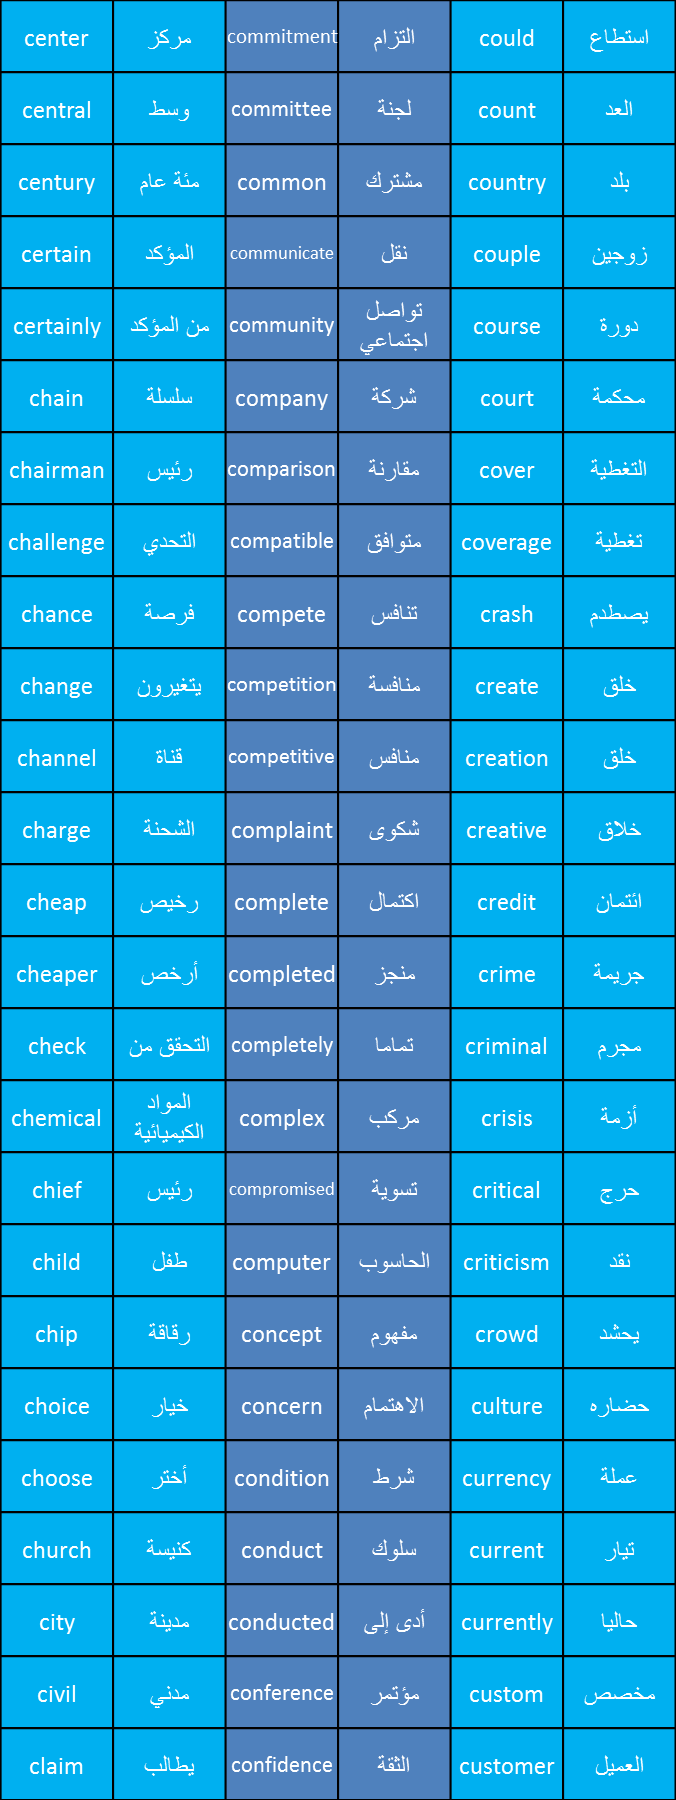 center مركز commitment التزام could استطاع
central وسط committee لجنة count العد
century مئة عام common مشترك country بلد
certain المؤكد communicate نقل couple زوجين
certainly من المؤكد community تواصل اجتماعي course دورة
chain سلسلة company شركة court محكمة
chairman رئيس comparison مقارنة cover التغطية
challenge التحدي compatible متوافق coverage تغطية
chance فرصة compete تنافس crash يصطدم
change يتغيرون competition منافسة create خلق
channel قناة competitive منافس creation خلق
charge الشحنة complaint شكوى creative خلاق
cheap رخيص complete اكتمال credit ائتمان
cheaper أرخص completed منجز crime جريمة
check التحقق من completely تماما criminal مجرم
chemical المواد الكيميائية complex مركب crisis أزمة
chief رئيس compromised تسوية critical حرج
child طفل computer الحاسوب criticism نقد
chip رقاقة concept مفهوم crowd يحشد
choice خيار concern الاهتمام culture حضاره
choose أختر condition شرط currency عملة
church كنيسة conduct سلوك current تيار
city مدينة conducted أدى إلى currently حاليا
civil مدني conference مؤتمر custom مخصص
claim يطالب confidence الثقة customer العميل